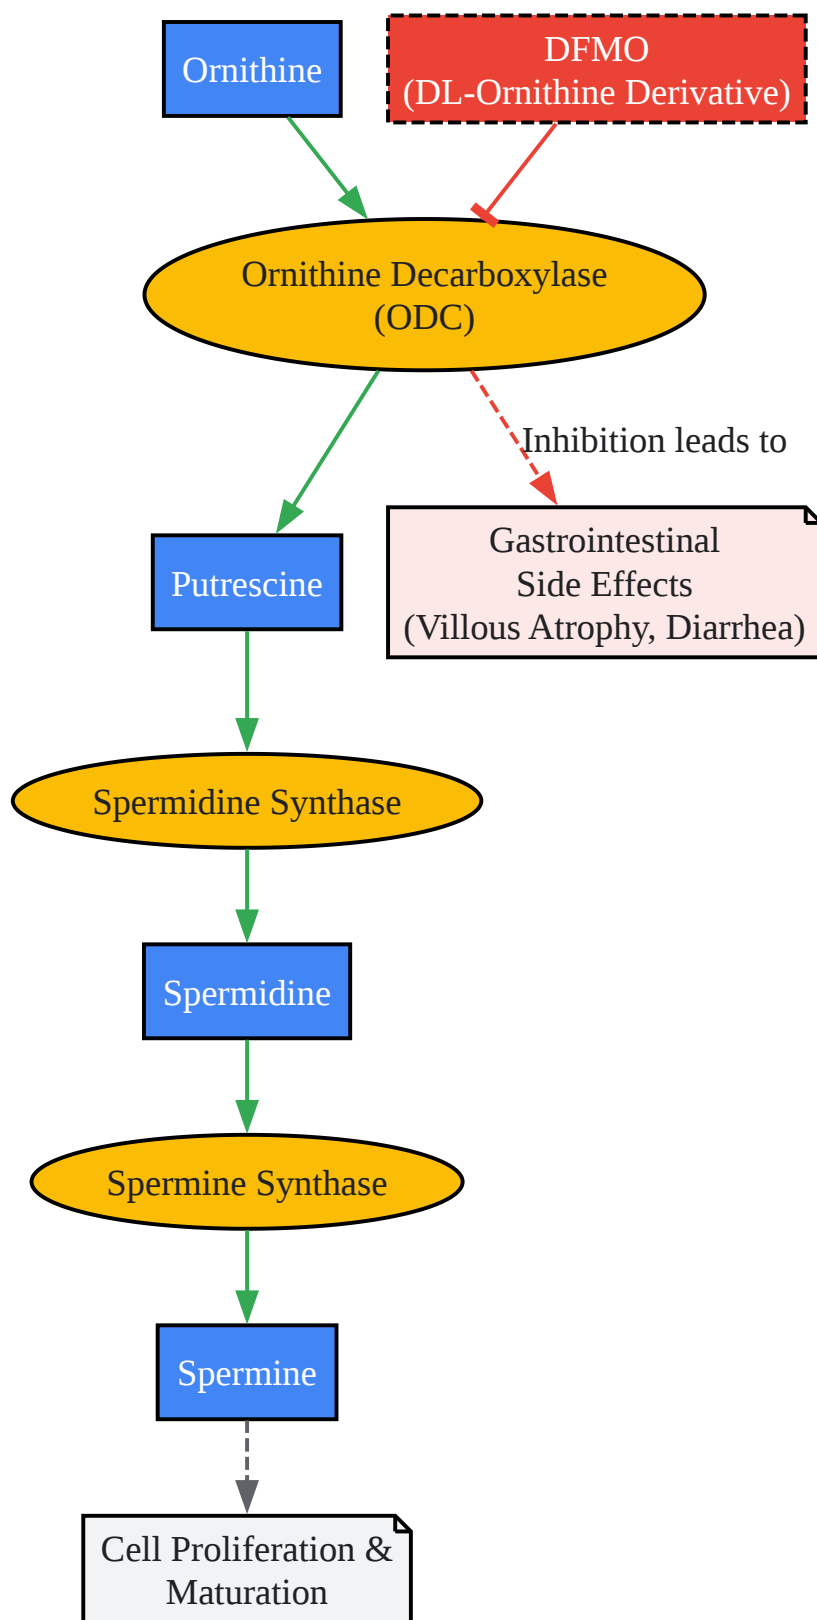 Ornithine
DFMO
(DL-Ornithine Derivative)
Ornithine Decarboxylase
(ODC)
Inhibition leads to
Gastrointestinal
Side Effects
(Villous Atrophy, Diarrhea)
Putrescine
Spermidine Synthase
Spermidine
Spermine Synthase
Spermine
Cell Proliferation &
Maturation